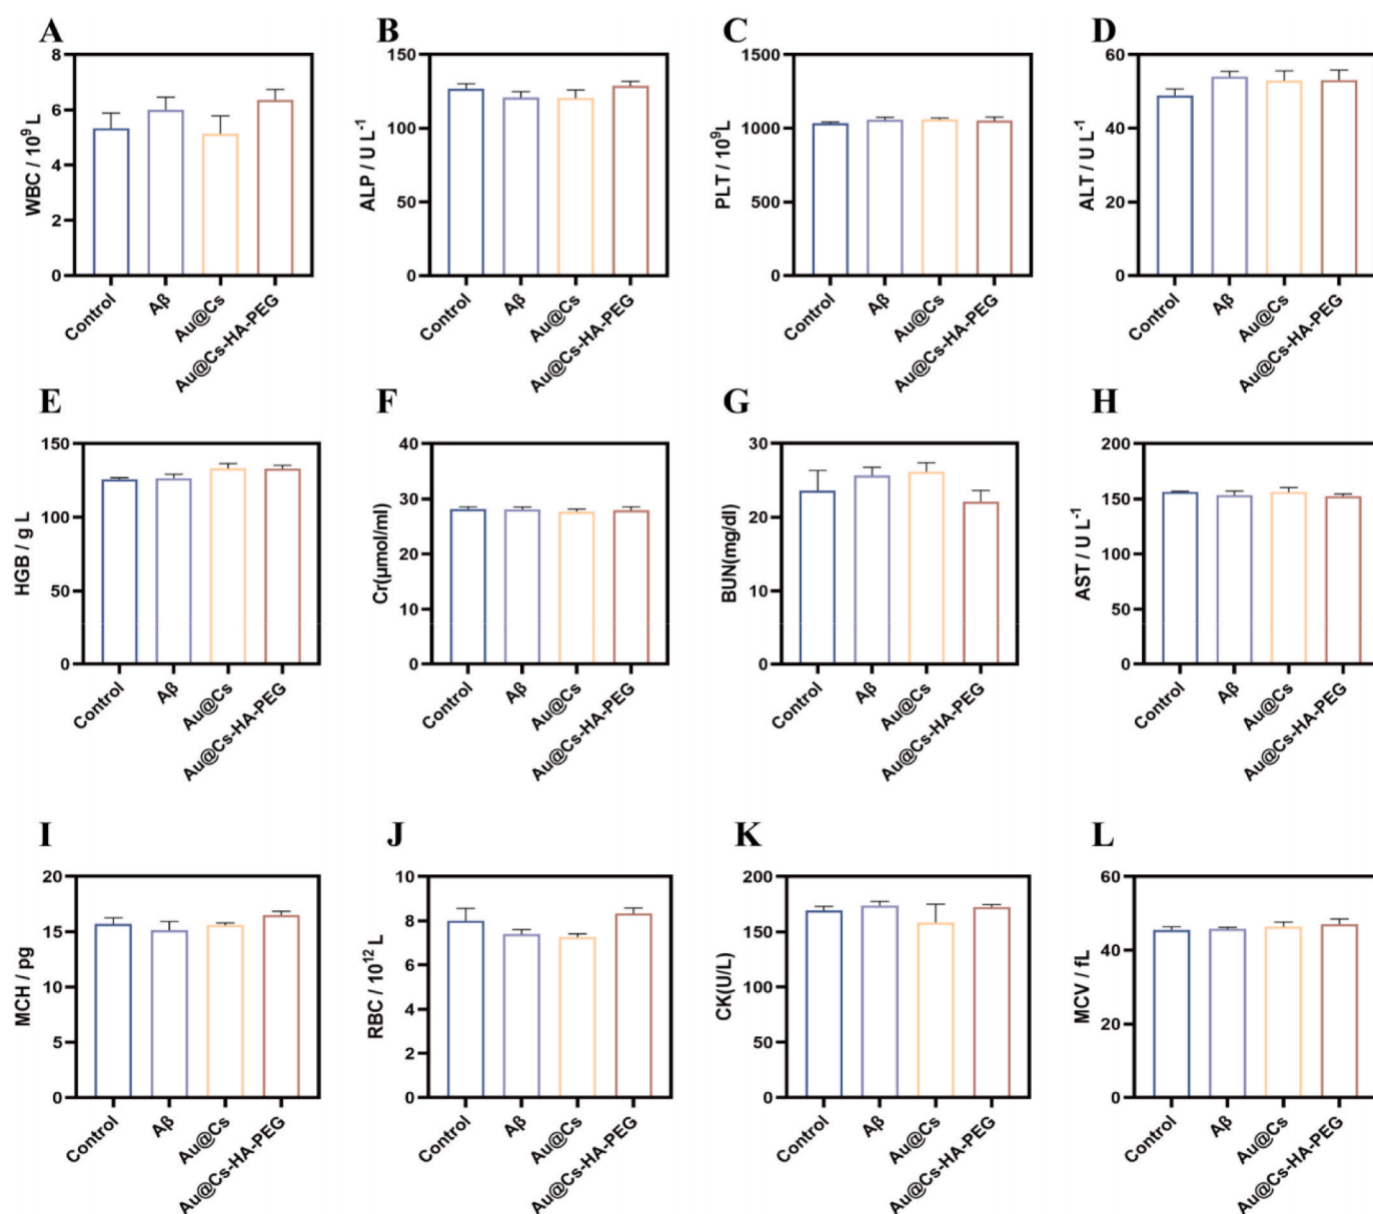 A
B
C
D
WBC / 10⁹ L
8
6
4
2
0
Control
Aβ
Au@Cs
Au@Cs-HA-PEG
ALP / U L⁻¹
150
100
50
0
Control
Aβ
Au@Cs
Au@Cs-HA-PEG
PLT / 10⁹L
1500
1000
500
0
Control
Aβ
Au@Cs
Au@Cs-HA-PEG
ALT / U L⁻¹
60
40
20
0
Control
Aβ
Au@Cs
Au@Cs-HA-PEG
E
F
G
H
HGB / g L
150
100
50
0
Control
Aβ
Au@Cs
Au@Cs-HA-PEG
Cr(μmol/ml)
40
30
20
10
0
Control
Aβ
Au@Cs
Au@Cs-HA-PEG
BUN(mg/dl)
30
20
10
0
Control
Aβ
Au@Cs
Au@Cs-HA-PEG
AST / U L⁻¹
200
150
100
50
0
Control
Aβ
Au@Cs
Au@Cs-HA-PEG
I
J
K
L
MCH / pg
20
15
10
5
0
Control
Aβ
Au@Cs
Au@Cs-HA-PEG
RBC / 10¹² L
10
8
6
4
2
0
Control
Aβ
Au@Cs
Au@Cs-HA-PEG
CK(U/L)
200
150
100
50
0
Control
Aβ
Au@Cs
Au@Cs-HA-PEG
MCV / fL
60
40
20
0
Control
Aβ
Au@Cs
Au@Cs-HA-PEG